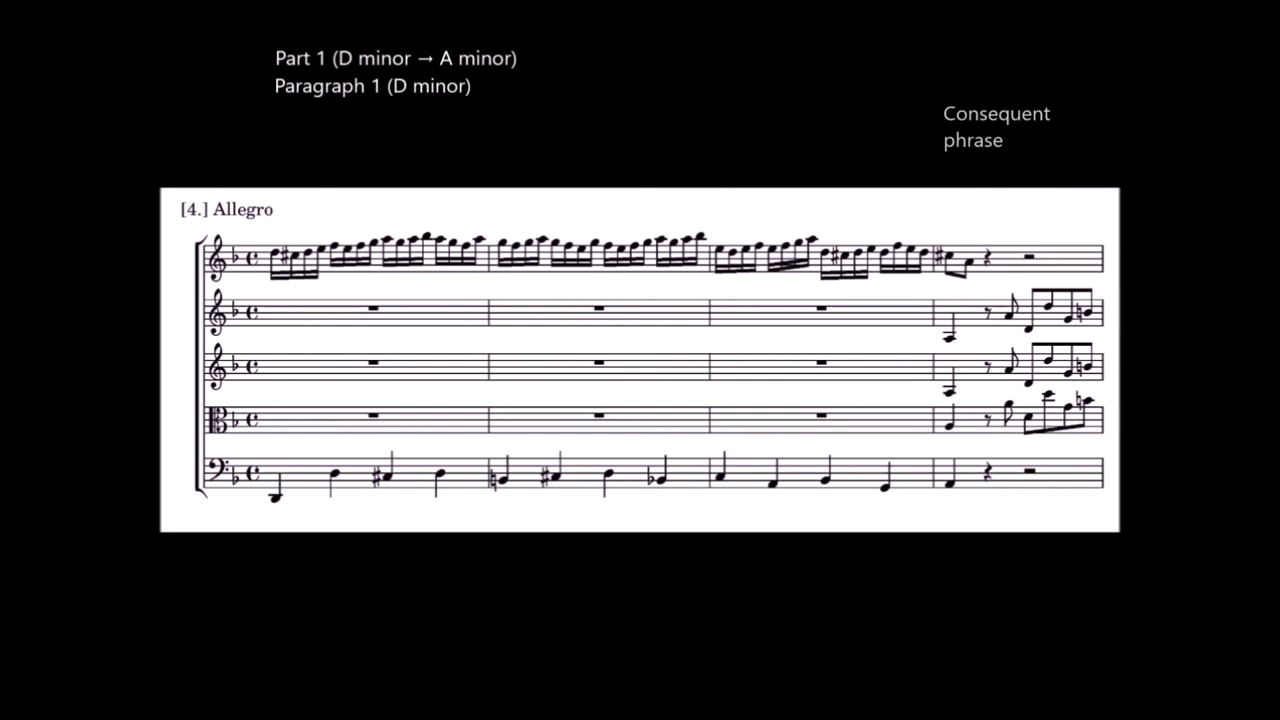 Part 1 (D minor → A minor)
Paragraph 1 (D minor)
Consequent
phrase
[4.] Allegro